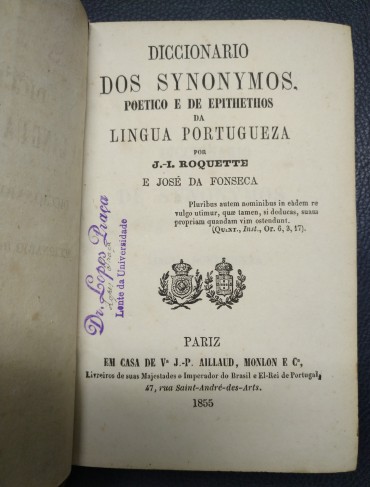 DICCIONARIO
DOS SYNONYMOS,
POETICO E DE EPITHETHOS
DA
LINGUA PORTUGUEZA
POR
J.-I. ROQUETTE
E JOSÉ DA FONSECA
Pluribus autem nominibus in eâdem re
vulgo utimur, quæ tamen, si deducas, suam
propriam quandam vim ostendunt.
(QUINT., Inst., Or. 6, 3, 17).
Dr. Lopes Praça
Lente da Universidade
PARIZ
EM CASA DE Va J.-P. AILLAUD, MONLON E Ca,
Livreiros de suas Majestades o Imperador do Brasil e El-Rei de Portugal,
47, rua Saint-André-des-Arts.
1855